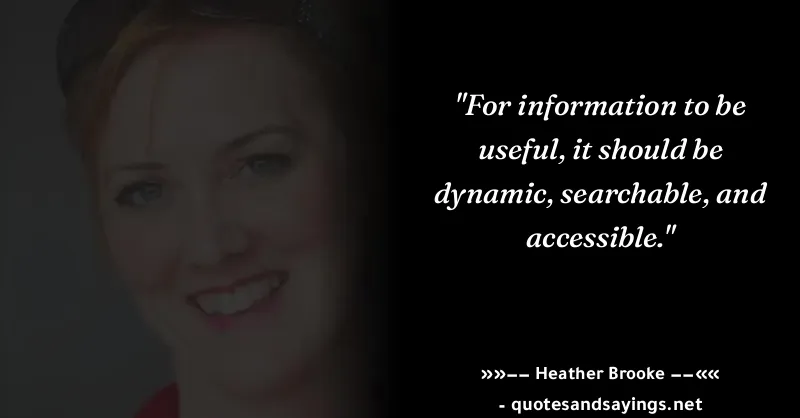 "For information to be
useful, it should be
dynamic, searchable, and
accessible."
»»–– Heather Brooke ––««
- quotesandsayings.net